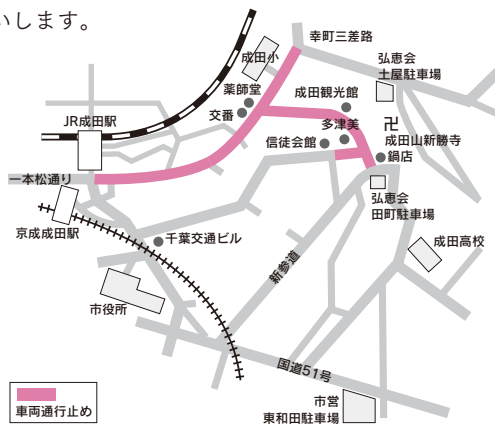 いします。
幸町三差路
成田小
弘恵会
土屋駐車場
薬師堂
成田観光館
交番
多津美
卍
JR成田駅
信徒会館
成田山新勝寺
鍋店
一本松通り
弘恵会
田町駐車場
京成成田駅
千葉交通ビル
成田高校
新参道
市役所
国道51号
市営
東和田駐車場
車両通行止め